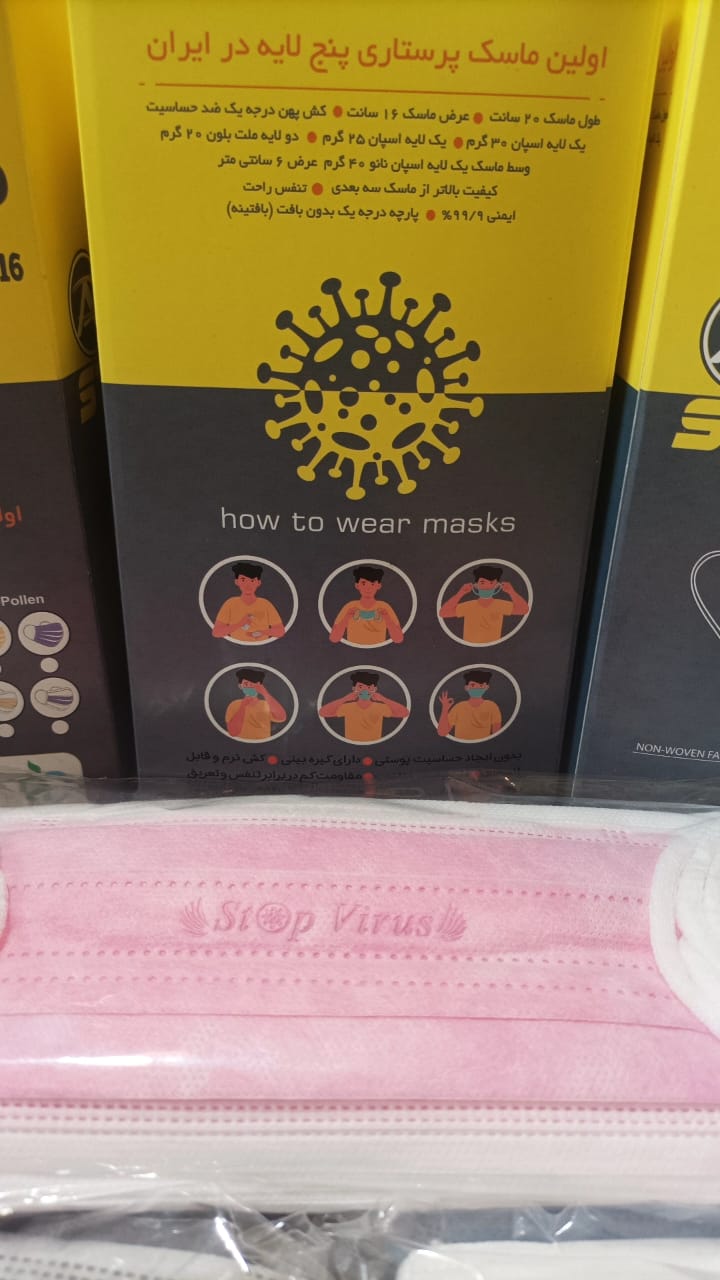 اولین ماسک پرستاری پنج لایه در ایران
طول ماسک ۲۰ سانت ● عرض ماسک ۱۶ سانت ● کش پهن درجه یک ضد حساسیت
یک لایه اسپان ۳۰ گرم ● یک لایه اسپان ۲۵ گرم ● دو لایه ملت بلون ۲۰ گرم
وسط ماسک یک لایه اسپان نانو ۴۰ گرم عرض ۶ سانتی متر
کیفیت بالاتر از ماسک سه بعدی ● تنفس راحت
ایمنی ۹۹/۹% ● پارچه درجه یک بدون بافت (بافتینه)
16
how to wear masks
اول
Pollen
بدون ایجاد حساسیت پوستی ● دارای گیره بینی ● کش نرم و قابل
مقاومت کم در برابر تنفس و تعریق
NON-WOVEN FA
Stop Virus